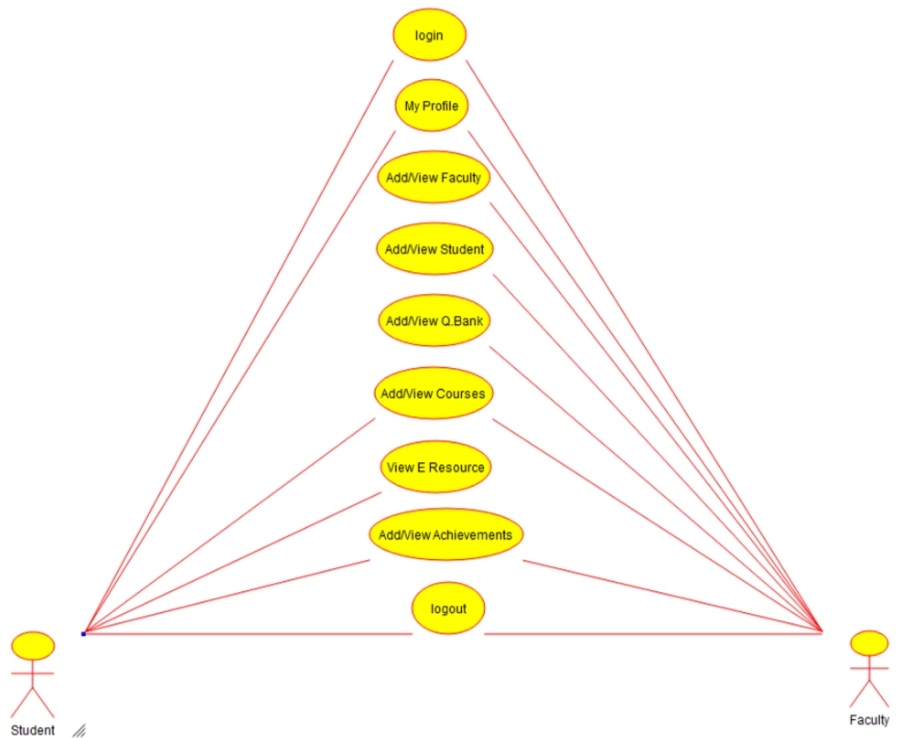 login
My Profile
Add/View Faculty
Add/View Student
Add/View Q.Bank
Add/View Courses
View E Resource
Add/View Achievements
logout
Student
Faculty